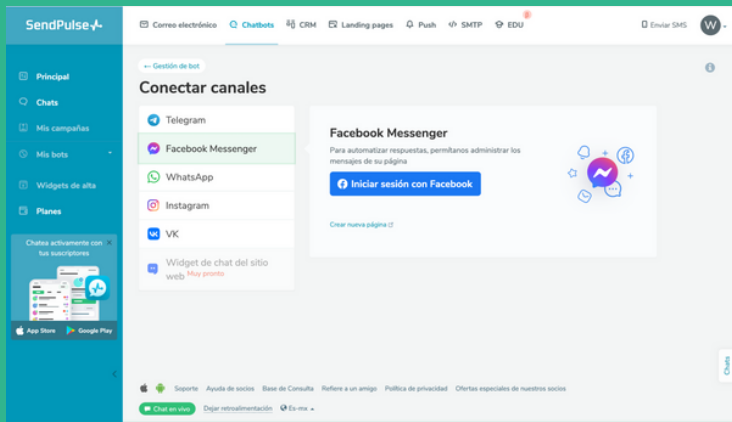 SendPulse
Correo electrónico
Chatbots
CRM
Landing pages
Push
SMTP
EDU
Enviar SMS
W
Principal
Chats
Mis campañas
Mis bots
Widgets de alta
Planes
Chatea activamente con
tus suscriptores
App Store
Google Play
← Gestión de bot
Conectar canales
Telegram
Facebook Messenger
WhatsApp
Instagram
VK
Widget de chat del sitio
web Muy pronto
Facebook Messenger
Para automatizar respuestas, permítanos administrar los
mensajes de su página
Iniciar sesión con Facebook
Crear nueva página
Chats
Soporte Ayuda de socios Base de Consulta Refiere a un amigo Política de privacidad Ofertas especiales de nuestros socios
Chat en vivo Dejar retroalimentación Es-mx